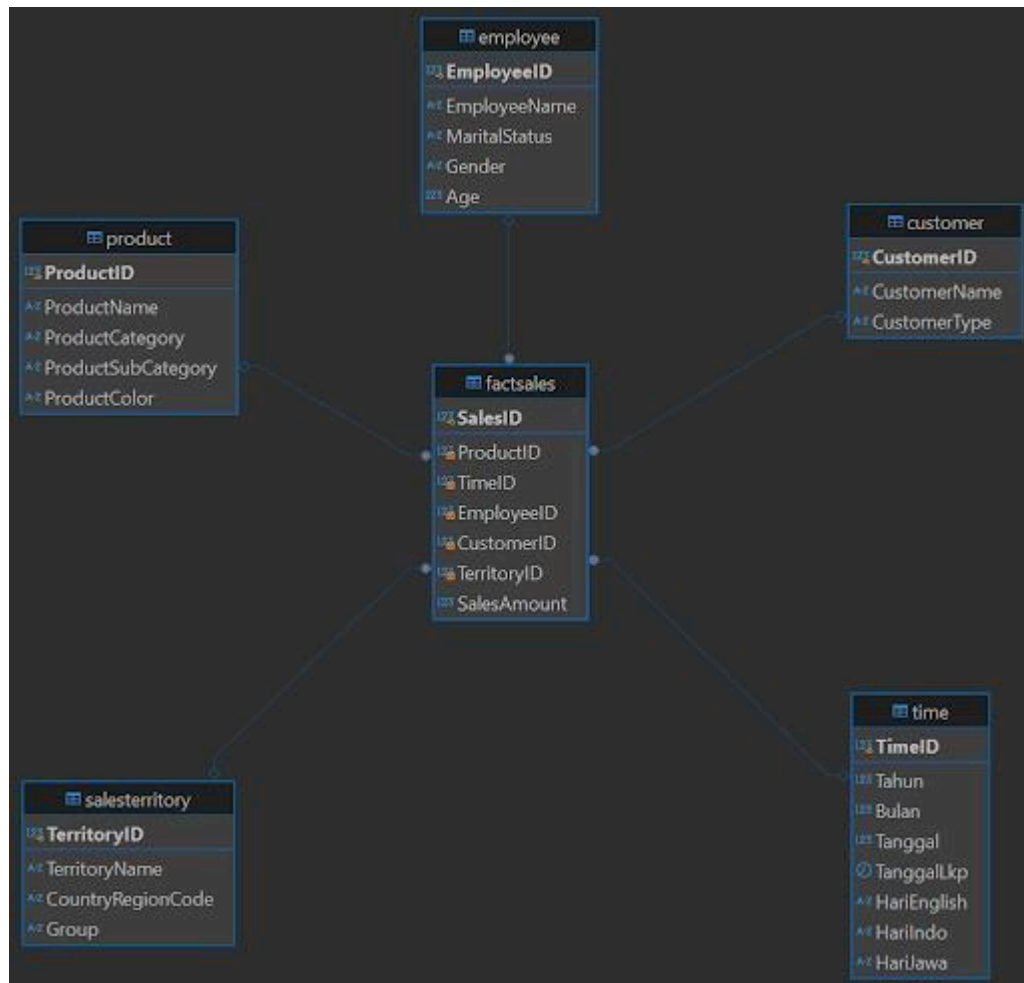 employee
EmployeeID
EmployeeName
MaritalStatus
Gender
Age
product
ProductID
ProductName
ProductCategory
ProductSubCategory
ProductColor
customer
CustomerID
CustomerName
CustomerType
factsales
SalesID
ProductID
TimeID
EmployeeID
CustomerID
TerritoryID
SalesAmount
salesterritory
TerritoryID
TerritoryName
CountryRegionCode
Group
time
TimeID
Tahun
Bulan
Tanggal
TanggalLkp
HariEnglish
HariIndo
HariJawa